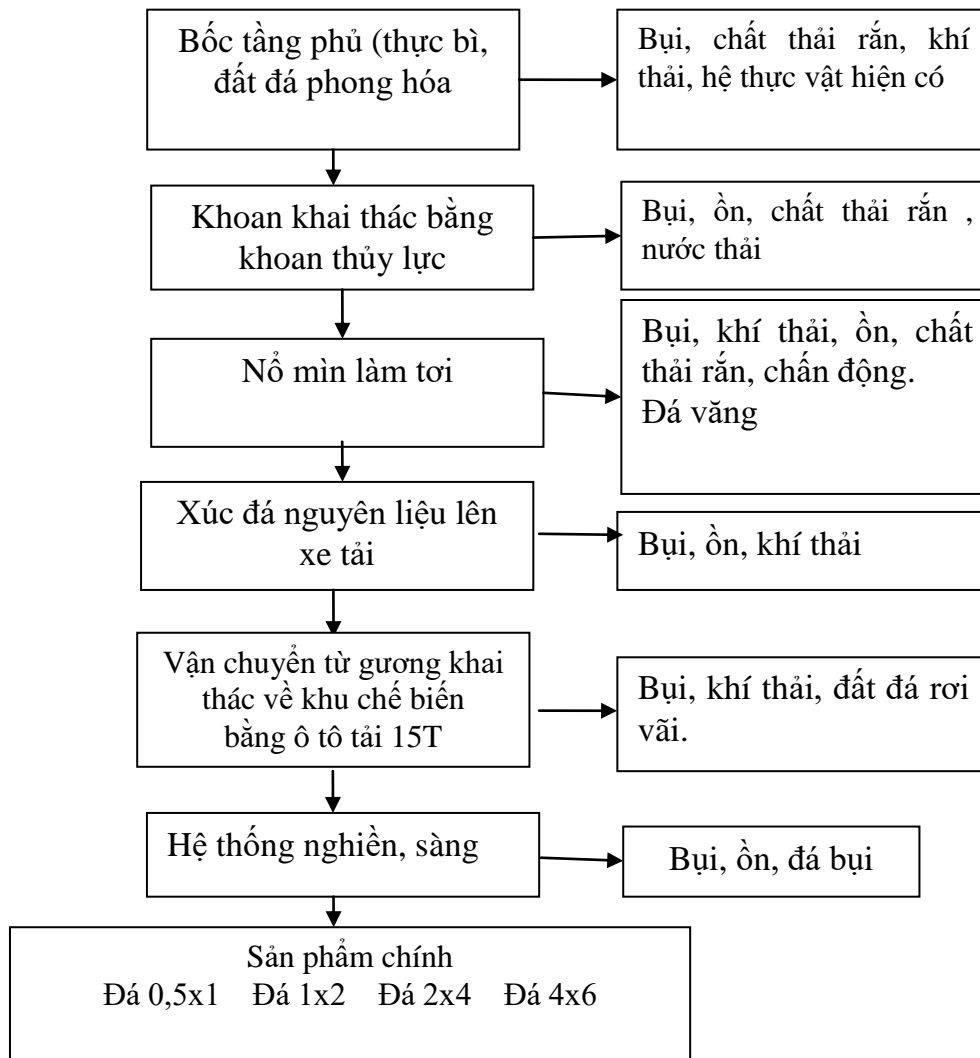 Bốc tầng phủ (thực bì,
đất đá phong hóa
Bụi, chất thải rắn, khí
thải, hệ thực vật hiện có
Khoan khai thác bằng
khoan thủy lực
Bụi, ồn, chất thải rắn ,
nước thải
Nổ mìn làm tơi
Bụi, khí thải, ồn, chất
thải rắn, chấn động.
Đá văng
Xúc đá nguyên liệu lên
xe tải
Bụi, ồn, khí thải
Vận chuyển từ gương khai
thác về khu chế biến
bằng ô tô tải 15T
Bụi, khí thải, đất đá rơi
vãi.
Hệ thống nghiền, sàng
Bụi, ồn, đá bụi
Sản phẩm chính
Đá 0,5x1 Đá 1x2 Đá 2x4 Đá 4x6